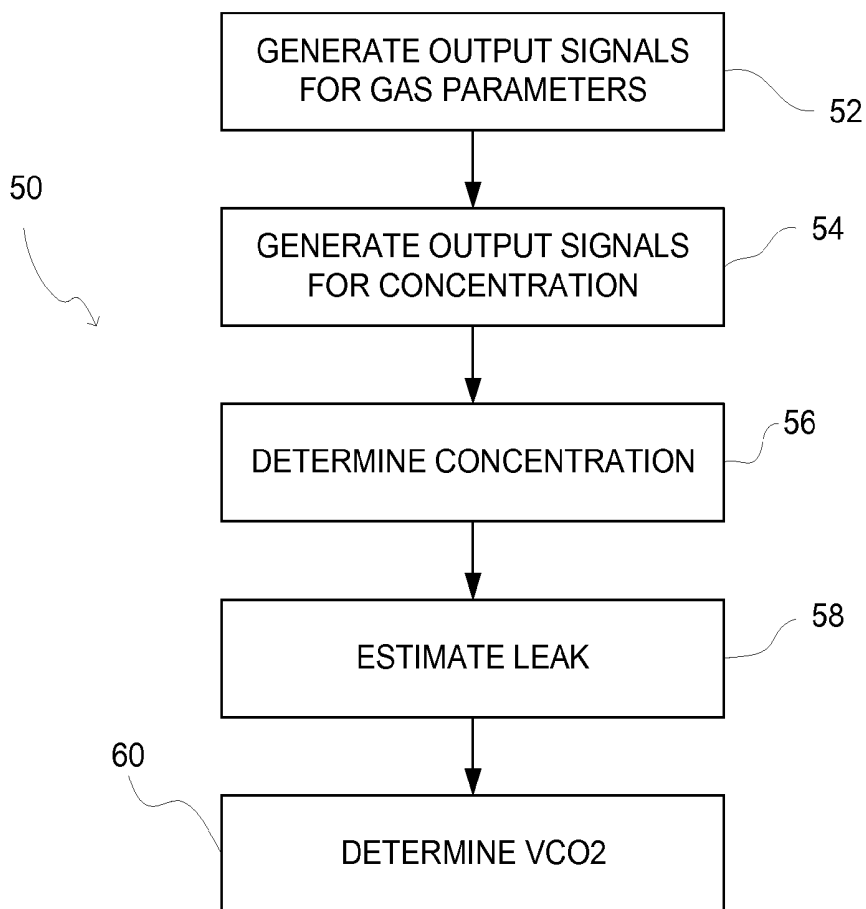 GENERATE OUTPUT SIGNALS
FOR GAS PARAMETERS
52
50
GENERATE OUTPUT SIGNALS
FOR CONCENTRATION
54
DETERMINE CONCENTRATION
56
ESTIMATE LEAK
58
60
DETERMINE VCO2